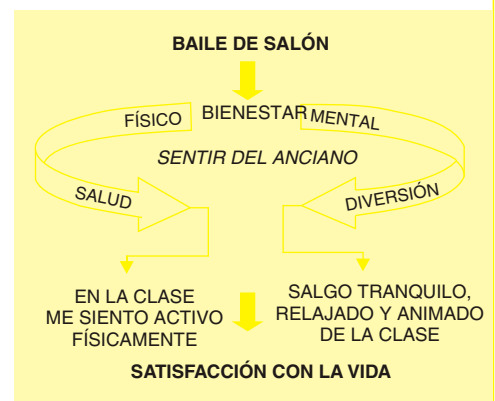 BAILE DE SALÓN
FÍSICO BIENESTAR MENTAL
SENTIR DEL ANCIANO
SALUD DIVERSIÓN
EN LA CLASE
ME SIENTO ACTIVO
FÍSICAMENTE
SALGO TRANQUILO,
RELAJADO Y ANIMADO
DE LA CLASE
SATISFACCIÓN CON LA VIDA